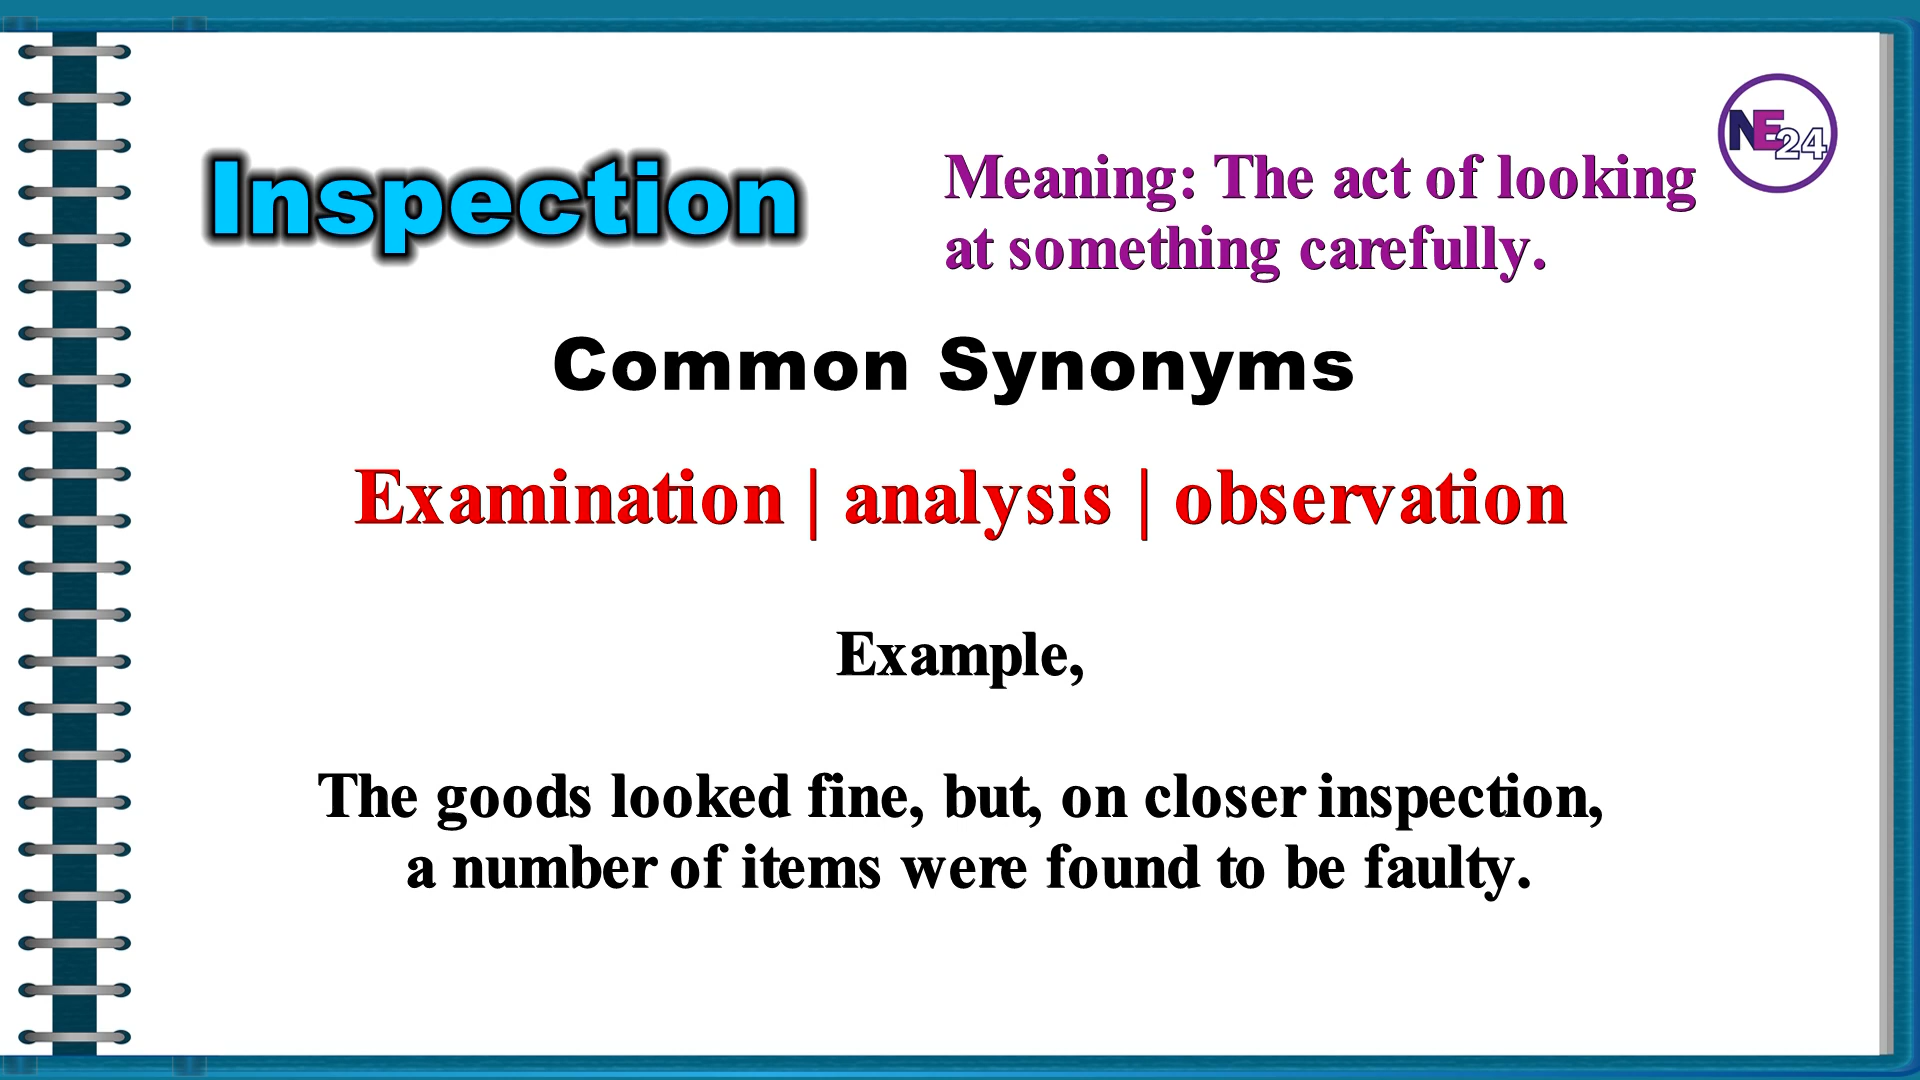 Inspection
Meaning: The act of looking
at something carefully.
NE24
Common Synonyms
Examination | analysis | observation
Example,
The goods looked fine, but, on closer inspection,
a number of items were found to be faulty.